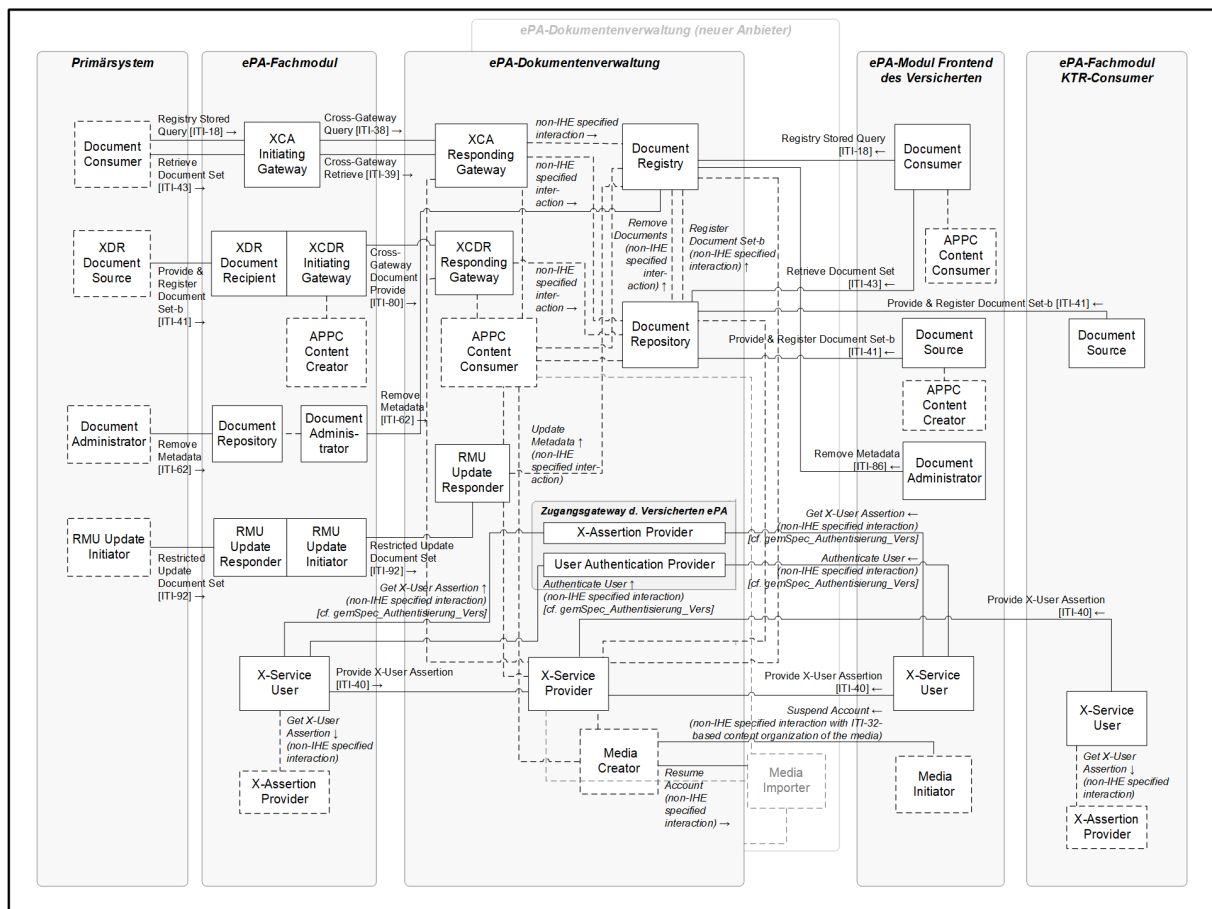 ePA-Dokumentenverwaltung (neuer Anbieter)
Primärsystem
ePA-Fachmodul
ePA-Dokumentenverwaltung
ePA-Modul Frontend
des Versicherten
ePA-Fachmodul
KTR-Consumer
Document
Consumer
Registry Stored
Query [ITI-18] →
Retrieve
Document Set
[ITI-43] →
XCA
Initiating
Gateway
Cross-Gateway
Query [ITI-38] →
Cross-Gateway
Retrieve [ITI-39] →
XCA
Responding
Gateway
non-IHE specified
interaction →
non-IHE
specified
inter-
action →
Document
Registry
Registry Stored Query
[ITI-18] ←
Document
Consumer
APPC
Content
Consumer
XDR
Document
Source
Provide &
Register
Document
Set-b
[ITI-41] →
XDR
Document
Recipient
XCDR
Initiating
Gateway
Cross-
Gateway
Document
Provide
[ITI-80] →
XCDR
Responding
Gateway
non-IHE
specified
inter-
action →
Remove
Documents
(non-IHE
specified
inter-
action) ↑
Register
Document Set-b
(non-IHE specified
interaction) ↑
Retrieve Document Set
[ITI-43] ←
Provide & Register Document Set-b [ITI-41] ←
APPC
Content
Creator
APPC
Content
Consumer
Document
Repository
Provide & Register Document Set-b
[ITI-41] ←
Document
Source
Document
Source
APPC
Content
Creator
Document
Administrator
Remove
Metadata
[ITI-62] →
Document
Repository
Document
Adminis-
trator
Remove
Metadata
[ITI-62] →
Update
Metadata ↑
(non-IHE
specified inter-
action)
RMU
Update
Responder
Remove Metadata
[ITI-86] ←
Document
Administrator
Zugangsgateway d. Versicherten ePA
X-Assertion Provider
User Authentication Provider
Get X-User Assertion ←
(non-IHE specified interaction)
[cf. gemSpec_Authentisierung_Vers]
Authenticate User ←
(non-IHE specified interaction)
[cf. gemSpec_Authentisierung_Vers]
RMU Update
Initiator
Restricted
Update
Document Set
[ITI-92] →
RMU
Update
Responder
RMU
Update
Initiator
Restricted Update
Document Set
[ITI-92] →
Get X-User Assertion ↑
(non-IHE specified interaction)
[cf. gemSpec_Authentisierung_Vers]
Authenticate User ↑
(non-IHE specified interaction)
[cf. gemSpec_Authentisierung_Vers]
Provide X-User Assertion
[ITI-40] ←
X-Service
User
Provide X-User Assertion
[ITI-40] →
X-Service
Provider
Provide X-User Assertion
[ITI-40] ←
X-Service
User
X-Service
User
Get X-User
Assertion ↓
(non-IHE specified
interaction)
X-Assertion
Provider
Suspend Account ←
(non-IHE specified interaction with ITI-32-
based content organization of the media)
Media
Creator
Resume
Account
(non-IHE
specified
interaction) →
Media
Importer
Media
Initiator
Get X-User
Assertion ↓
(non-IHE specified
interaction)
X-Assertion
Provider